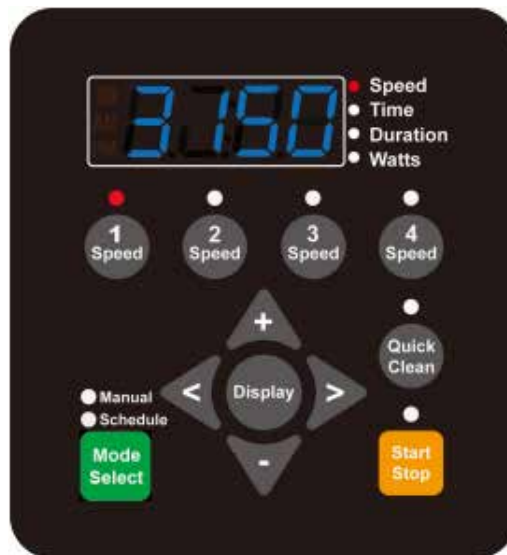 3150
Speed
Time
Duration
Watts
1
Speed
2
Speed
3
Speed
4
Speed
+
Quick
Clean
< Display >
Manual
Schedule
Mode
Select
-
Start
Stop